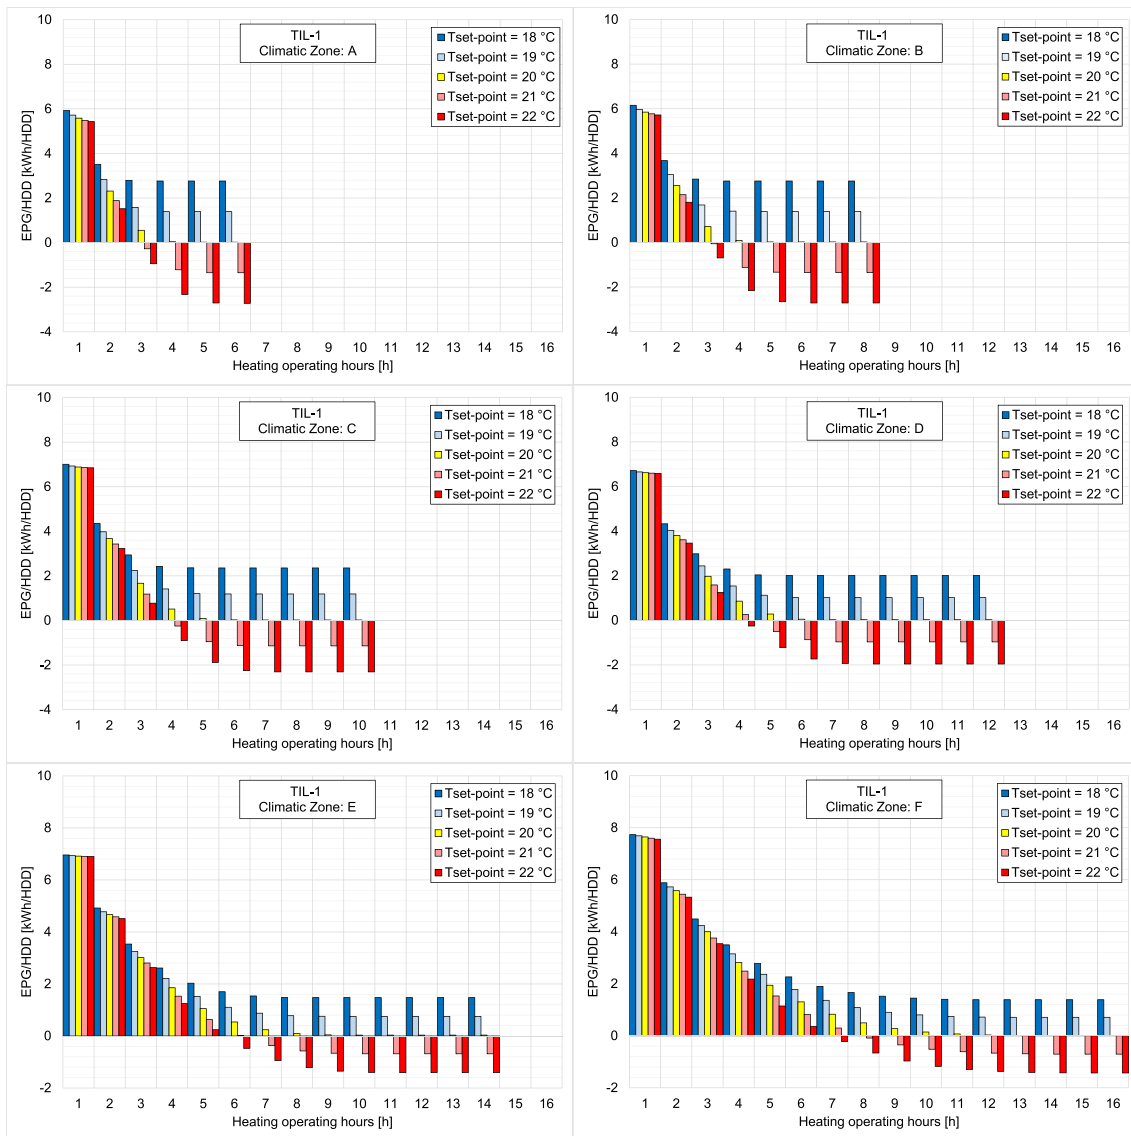 TIL-1
Climatic Zone: A
Tset-point = 18 °C
Tset-point = 19 °C
Tset-point = 20 °C
Tset-point = 21 °C
Tset-point = 22 °C
EPG/HDD [kWh/HDD]
10
8
6
4
2
0
-2
-4
1 2 3 4 5 6 7 8 9 10 11 12 13 14 15 16
Heating operating hours [h]
TIL-1
Climatic Zone: B
Tset-point = 18 °C
Tset-point = 19 °C
Tset-point = 20 °C
Tset-point = 21 °C
Tset-point = 22 °C
EPG/HDD [kWh/HDD]
10
8
6
4
2
0
-2
-4
1 2 3 4 5 6 7 8 9 10 11 12 13 14 15 16
Heating operating hours [h]
TIL-1
Climatic Zone: C
Tset-point = 18 °C
Tset-point = 19 °C
Tset-point = 20 °C
Tset-point = 21 °C
Tset-point = 22 °C
EPG/HDD [kWh/HDD]
10
8
6
4
2
0
-2
-4
1 2 3 4 5 6 7 8 9 10 11 12 13 14 15 16
Heating operating hours [h]
TIL-1
Climatic Zone: D
Tset-point = 18 °C
Tset-point = 19 °C
Tset-point = 20 °C
Tset-point = 21 °C
Tset-point = 22 °C
EPG/HDD [kWh/HDD]
10
8
6
4
2
0
-2
-4
1 2 3 4 5 6 7 8 9 10 11 12 13 14 15 16
Heating operating hours [h]
TIL-1
Climatic Zone: E
Tset-point = 18 °C
Tset-point = 19 °C
Tset-point = 20 °C
Tset-point = 21 °C
Tset-point = 22 °C
EPG/HDD [kWh/HDD]
10
8
6
4
2
0
-2
1 2 3 4 5 6 7 8 9 10 11 12 13 14 15 16
Heating operating hours [h]
TIL-1
Climatic Zone: F
Tset-point = 18 °C
Tset-point = 19 °C
Tset-point = 20 °C
Tset-point = 21 °C
Tset-point = 22 °C
EPG/HDD [kWh/HDD]
10
8
6
4
2
0
-2
1 2 3 4 5 6 7 8 9 10 11 12 13 14 15 16
Heating operating hours [h]